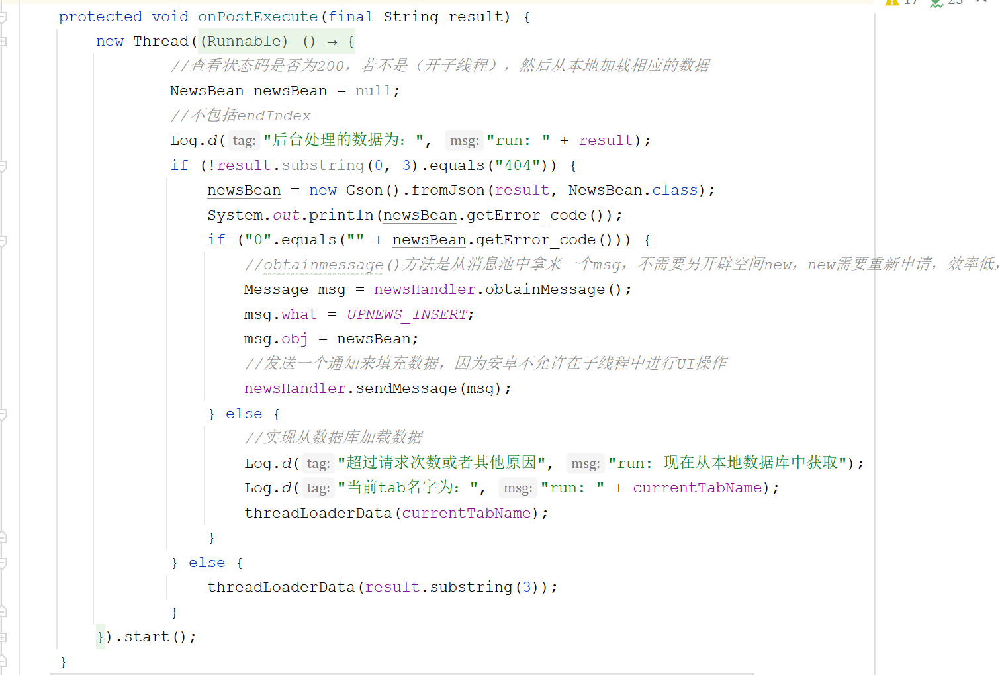 17 23
protected void onPostExecute(final String result) {
new Thread((Runnable) () → {
//查看状态码是否为200，若不是（开子线程），然后从本地加载相应的数据
NewsBean newsBean = null;
//不包括endIndex
Log.d( tag: "后台处理的数据为：", msg: "run: " + result);
if (!result.substring(0, 3).equals("404")) {
newsBean = new Gson().fromJson(result, NewsBean.class);
System.out.println(newsBean.getError_code());
if ("0".equals("" + newsBean.getError_code())) {
//obtainmessage()方法是从消息池中拿来一个msg，不需要另开辟空间new，new需要重新申请，效率低，
Message msg = newsHandler.obtainMessage();
msg.what = UPNEWS_INSERT;
msg.obj = newsBean;
//发送一个通知来填充数据，因为安卓不允许在子线程中进行UI操作
newsHandler.sendMessage(msg);
} else {
//实现从数据库加载数据
Log.d( tag: "超过请求次数或者其他原因", msg: "run: 现在从本地数据库中获取");
Log.d( tag: "当前tab名字为：", msg: "run: " + currentTabName);
threadLoaderData(currentTabName);
}
} else {
threadLoaderData(result.substring(3));
}
}).start();
}